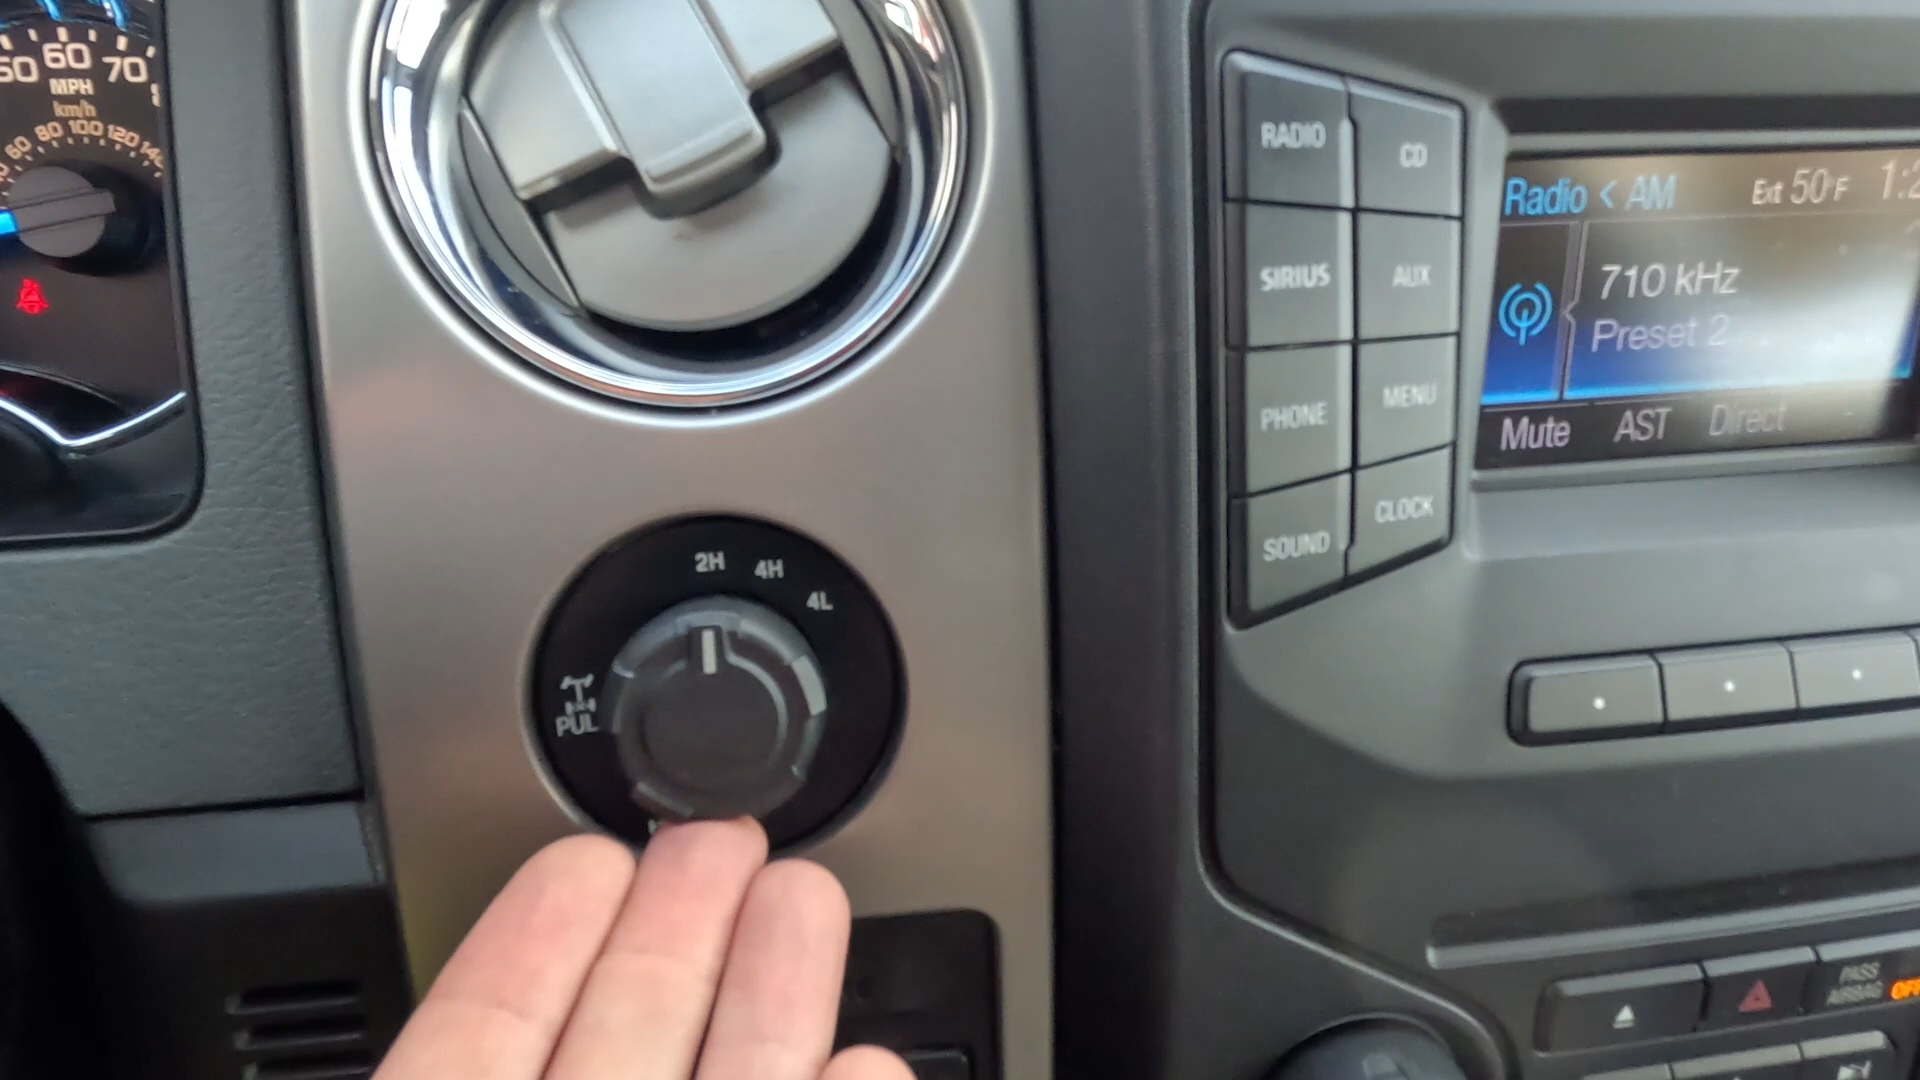 50 60 70
MPH
km/h
60 80 100 120 140
RADIO CD
SIRIUS AUX
PHONE MENU
SOUND CLOCK
Radio < AM Ext 50°F
710 kHz
Preset 2
Mute AST Direct
2H 4H 4L
PULL
PASS
AIRBAG OFF